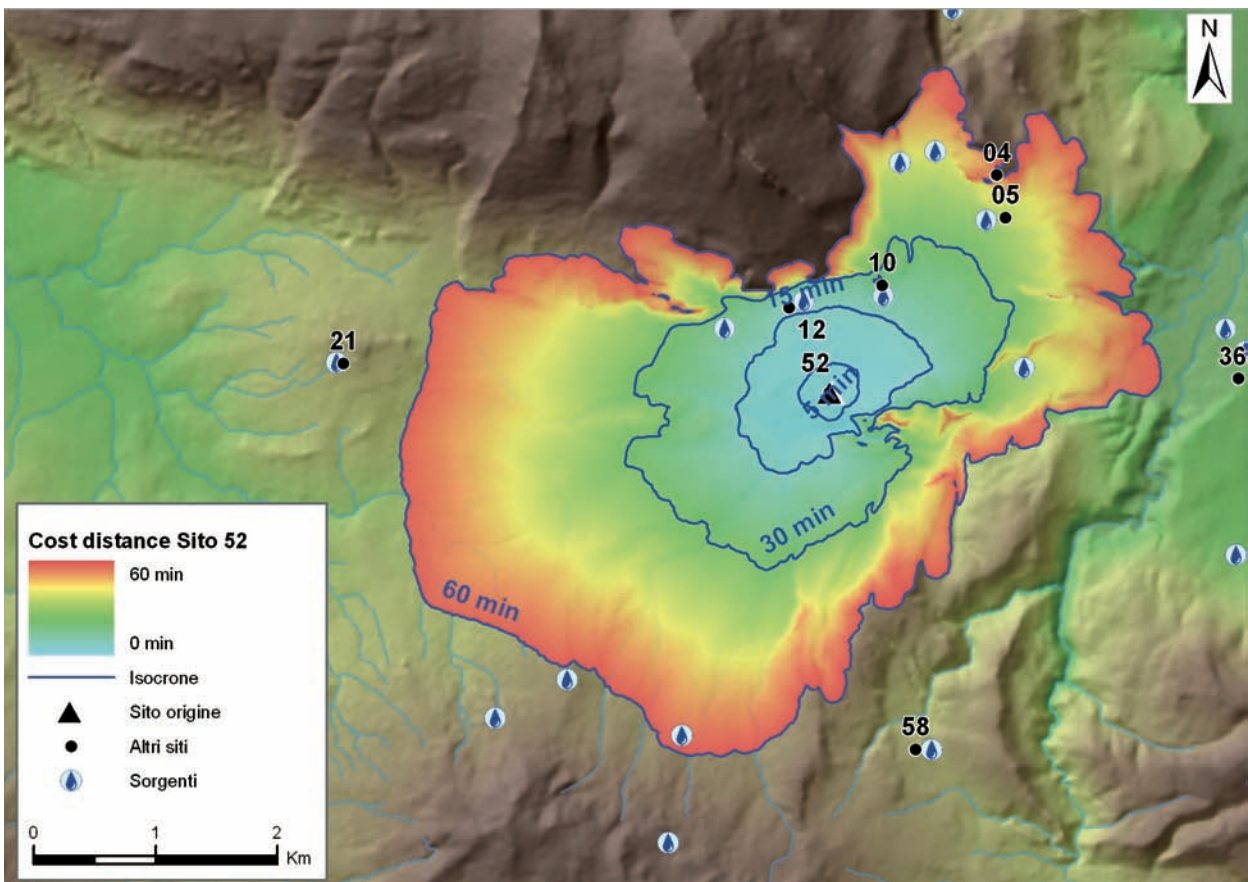 N
04
05
10
15 min
12
52
5 min
21
36
30 min
60 min
58
Cost distance Sito 52
60 min
0 min
Isocrone
Sito origine
Altri siti
Sorgenti
0 1 2
Km